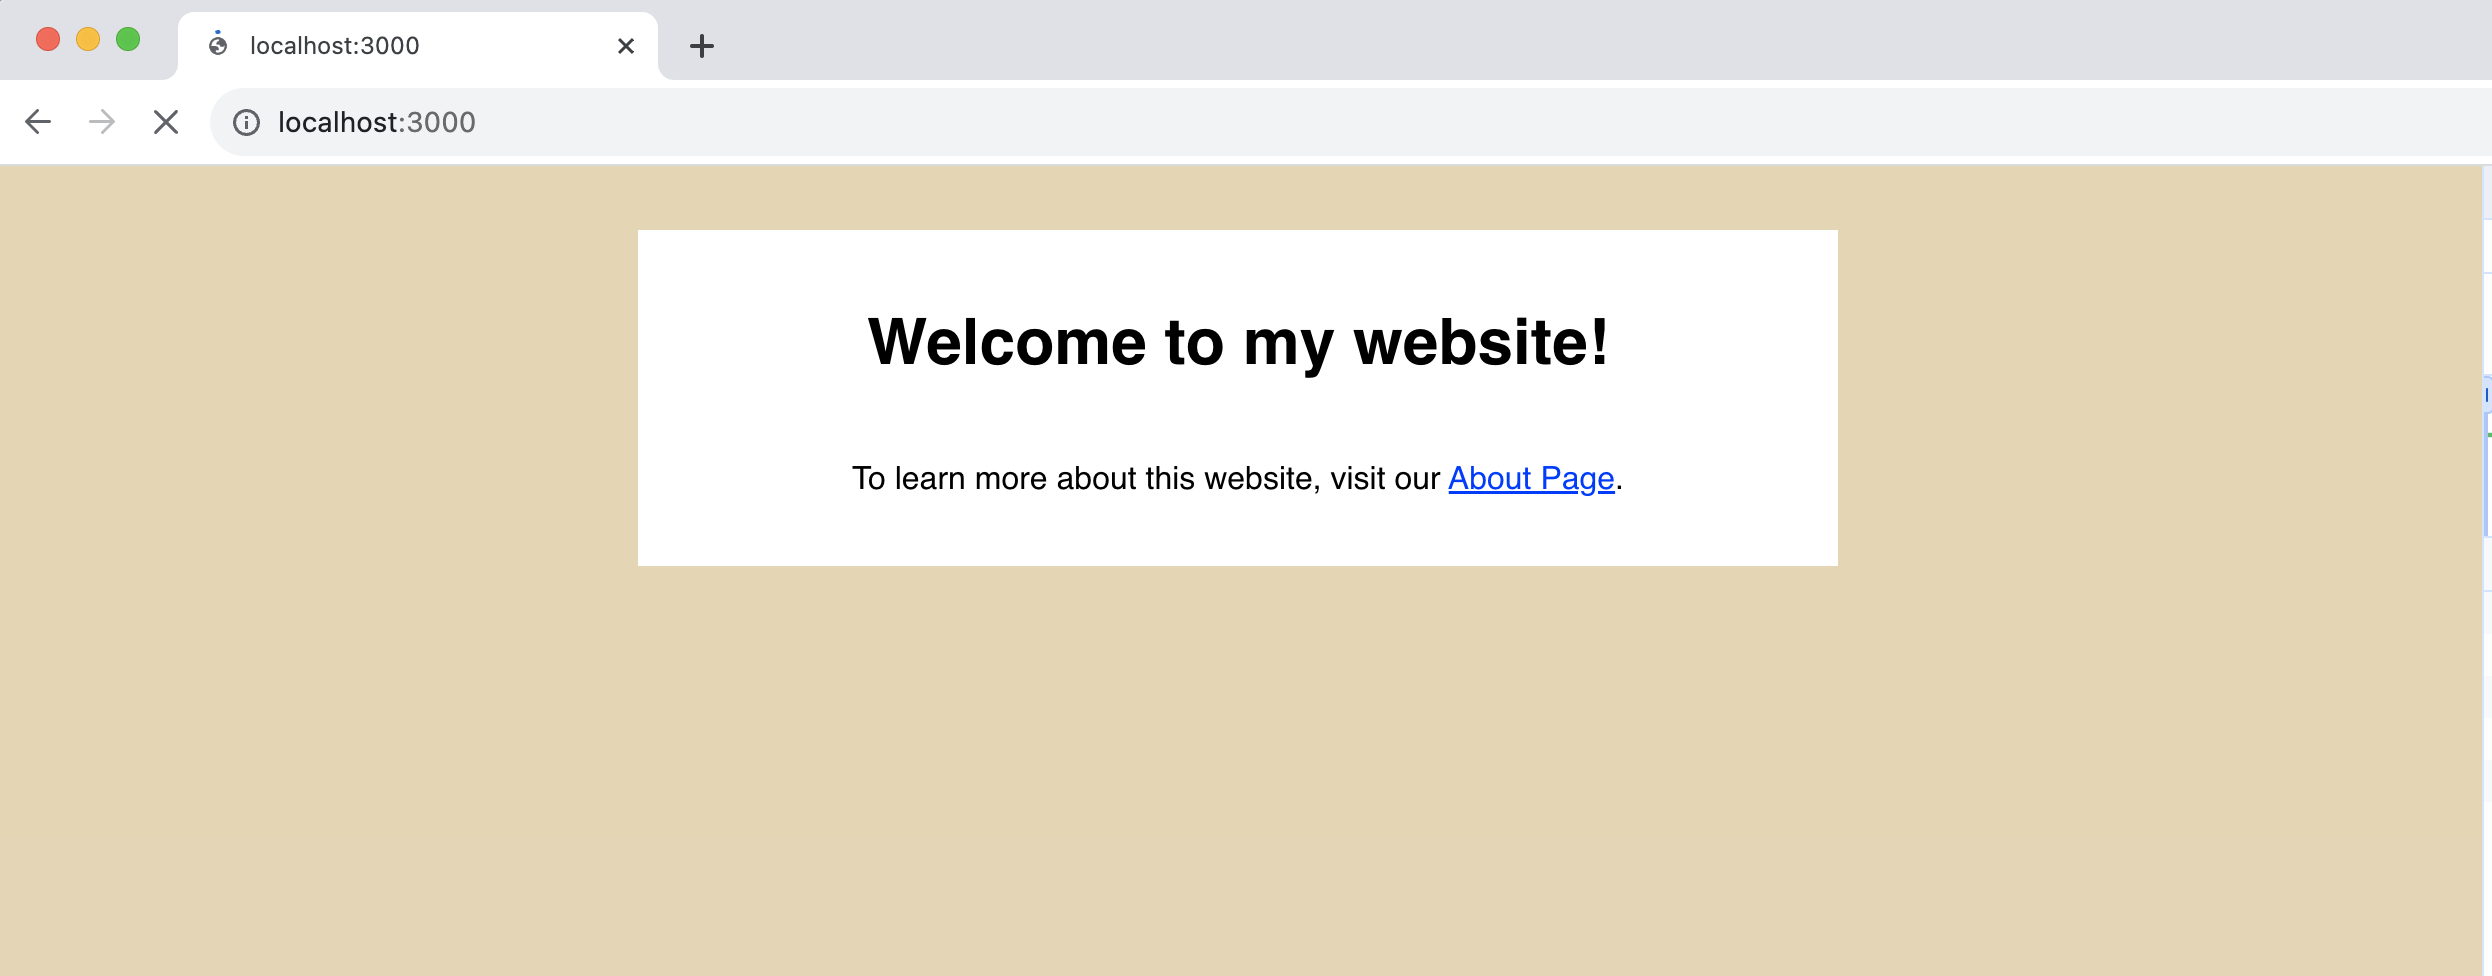 localhost:3000
localhost:3000
Welcome to my website!
To learn more about this website, visit our About Page.